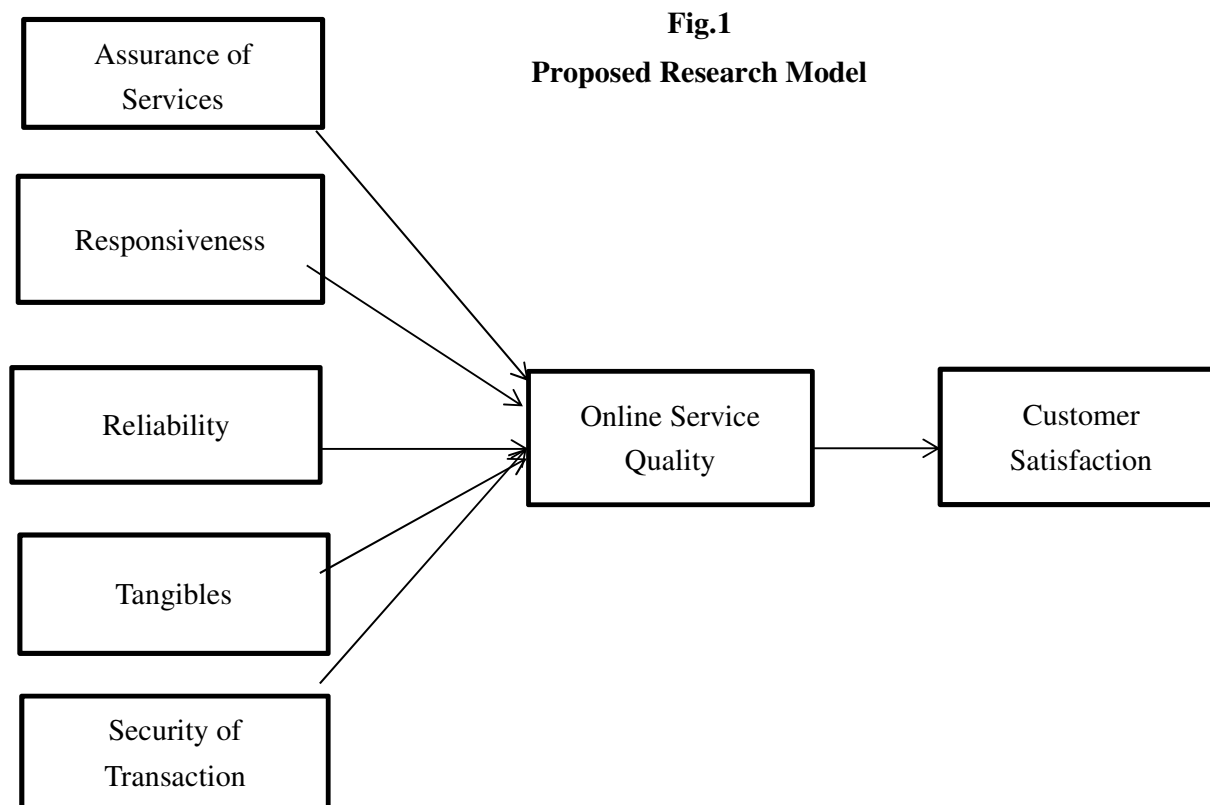 Fig.1
Proposed Research Model
Assurance of
Services
Responsiveness
Reliability
Tangibles
Security of
Transaction
Online Service
Quality
Customer
Satisfaction